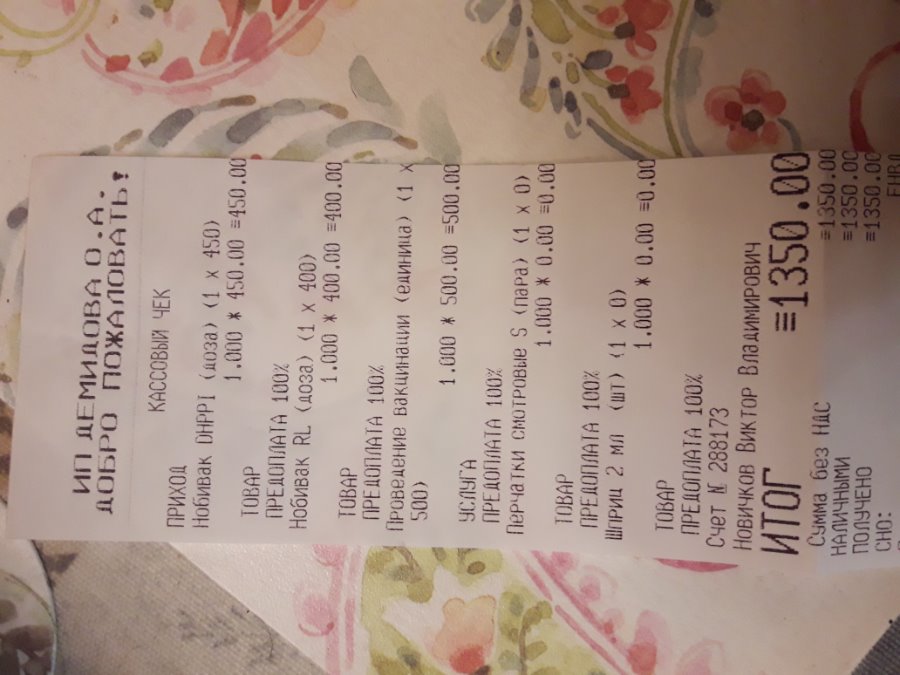 ИП ДЕМИДОВА О.А.
ДОБРО ПОЖАЛОВАТЬ!
КАССОВЫЙ ЧЕК
ПРИХОД
Нобивак DHPPI (доза) (1 x 450)
1.000 * 450.00 ≡450.00
ТОВАР
ПРЕДОПЛАТА 100%
Нобивак RL (доза) (1 x 400)
1.000 * 400.00 ≡400.00
ТОВАР
ПРЕДОПЛАТА 100%
Проведение вакцинации (единица) (1 x
500)
1.000 * 500.00 ≡500.00
УСЛУГА
ПРЕДОПЛАТА 100%
Перчатки смотровые S (пара) (1 x 0)
1.000 * 0.00 ≡0.00
ТОВАР
ПРЕДОПЛАТА 100%
Шприц 2 мл (шт) (1 x 0)
1.000 * 0.00 ≡0.00
ТОВАР
ПРЕДОПЛАТА 100%
Счет N 288173
Новичков Виктор Владимирович
ИТОГ ≡1350.00
Сумма без НДС ≡1350.00
НАЛИЧНЫМИ ≡1350.00
ПОЛУЧЕНО ≡1350.00
СНО: